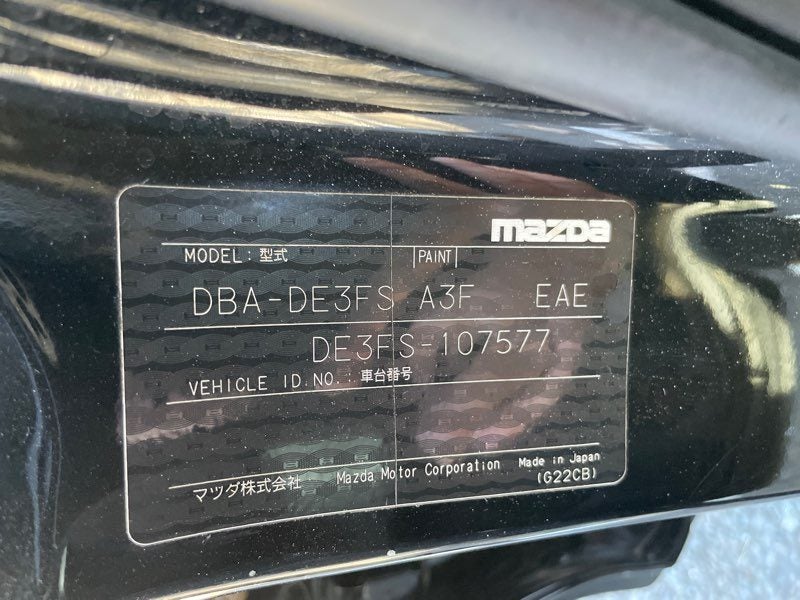 mazda
MODEL: 型式 PAINT
DBA-DE3FS A3F EAE
DE3FS-107577
VEHICLE ID.NO.: 車台番号
マツダ株式会社 Mazda Motor Corporation Made in Japan
(G22CB)